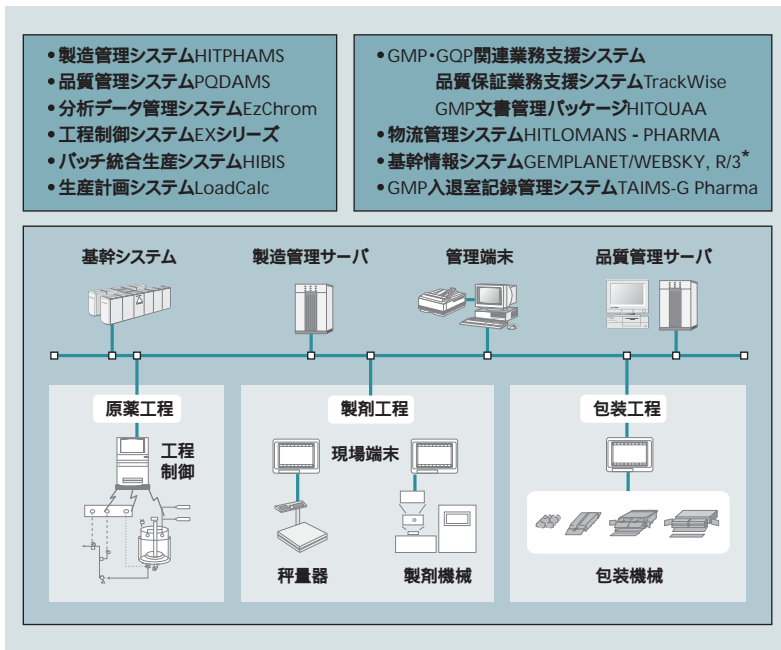 •製造管理システムHITPHAMS
•品質管理システムPQDAMS
•分析データ管理システムEzChrom
•工程制御システムEXシリーズ
•バッチ統合生産システムHIBIS
•生産計画システムLoadCalc
•GMP・GQP関連業務支援システム
品質保証業務支援システムTrackWise
GMP文書管理パッケージHITQUAA
•物流管理システムHITLOMANS - PHARMA
•基幹情報システムGEMPLANET/WEBSKY, R/3*
•GMP入退室記録管理システムTAIMS-G Pharma
基幹システム
製造管理サーバ
管理端末
品質管理サーバ
原薬工程
製剤工程
包装工程
工程
制御
現場端末
秤量器
製剤機械
包装機械